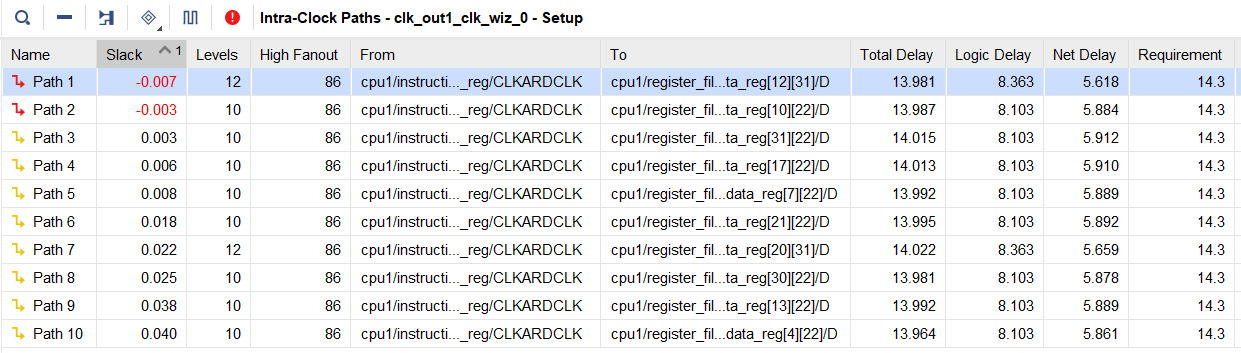 Intra-Clock Paths - clk_out1_clk_wiz_0 - Setup
Name Slack 1 Levels High Fanout From To Total Delay Logic Delay Net Delay Requirement
Path 1 -0.007 12 86 cpu1/instructi..._reg/CLKARDCLK cpu1/register_fil...ta_reg[12][31]/D 13.981 8.363 5.618 14.3
Path 2 -0.003 10 86 cpu1/instructi..._reg/CLKARDCLK cpu1/register_fil...ta_reg[10][22]/D 13.987 8.103 5.884 14.3
Path 3 0.003 10 86 cpu1/instructi..._reg/CLKARDCLK cpu1/register_fil...ta_reg[31][22]/D 14.015 8.103 5.912 14.3
Path 4 0.006 10 86 cpu1/instructi..._reg/CLKARDCLK cpu1/register_fil...ta_reg[17][22]/D 14.013 8.103 5.910 14.3
Path 5 0.008 10 86 cpu1/instructi..._reg/CLKARDCLK cpu1/register_fil...data_reg[7][22]/D 13.992 8.103 5.889 14.3
Path 6 0.018 10 86 cpu1/instructi..._reg/CLKARDCLK cpu1/register_fil...ta_reg[21][22]/D 13.995 8.103 5.892 14.3
Path 7 0.022 12 86 cpu1/instructi..._reg/CLKARDCLK cpu1/register_fil...ta_reg[20][31]/D 14.022 8.363 5.659 14.3
Path 8 0.025 10 86 cpu1/instructi..._reg/CLKARDCLK cpu1/register_fil...ta_reg[30][22]/D 13.981 8.103 5.878 14.3
Path 9 0.038 10 86 cpu1/instructi..._reg/CLKARDCLK cpu1/register_fil...ta_reg[13][22]/D 13.992 8.103 5.889 14.3
Path 10 0.040 10 86 cpu1/instructi..._reg/CLKARDCLK cpu1/register_fil...data_reg[4][22]/D 13.964 8.103 5.861 14.3